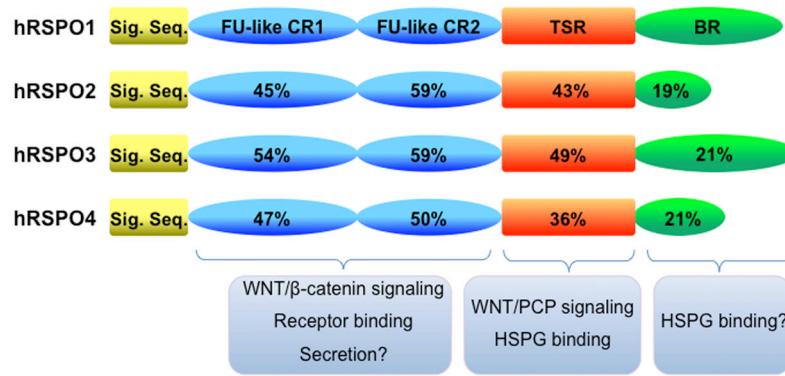 hRSPO1 Sig. Seq. FU-like CR1 FU-like CR2 TSR BR
hRSPO2 Sig. Seq. 45% 59% 43% 19%
hRSPO3 Sig. Seq. 54% 59% 49% 21%
hRSPO4 Sig. Seq. 47% 50% 36% 21%
WNT/β-catenin signaling
Receptor binding
Secretion?
WNT/PCP signaling
HSPG binding
HSPG binding?